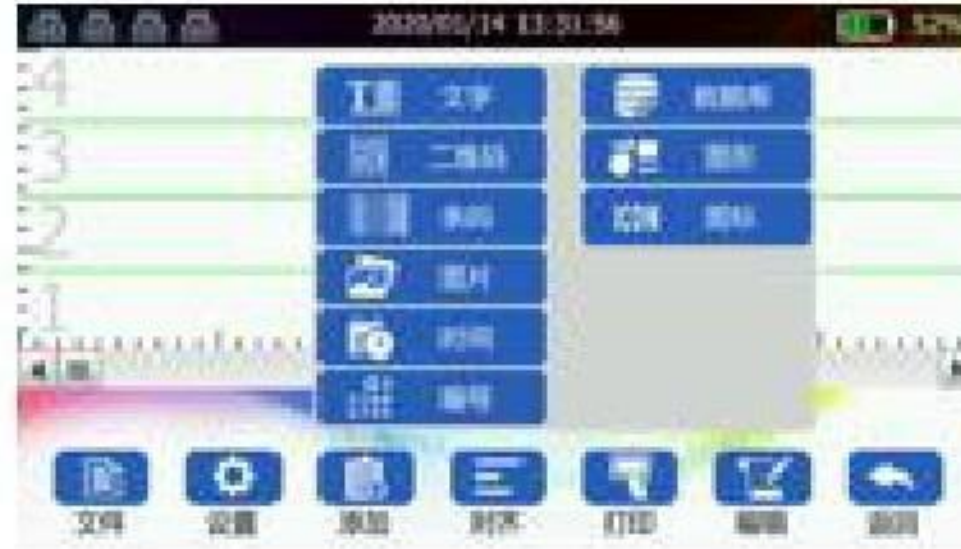 2020/01/14 13:31:56 52%
4
3
2
1
文字
二维码
条码
图片
时间
编号
数据库
图形
图标
文件 设置 添加 对齐 打印 编辑 返回